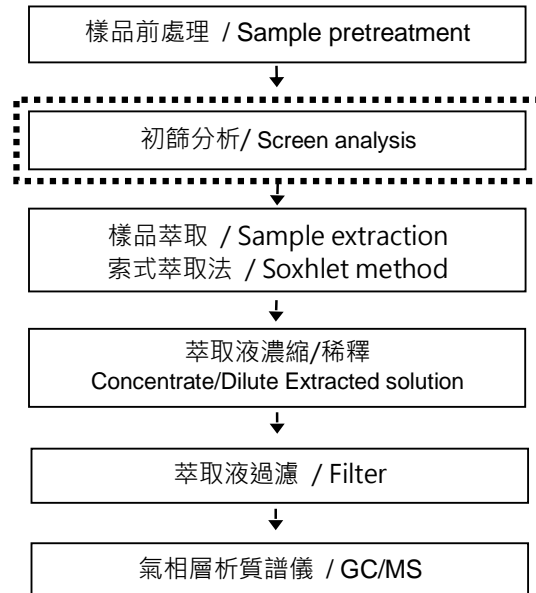 樣品前處理 / Sample pretreatment
初篩分析/ Screen analysis
樣品萃取 / Sample extraction
索式萃取法 / Soxhlet method
萃取液濃縮/稀釋
Concentrate/Dilute Extracted solution
萃取液過濾 / Filter
氣相層析質譜儀 / GC/MS